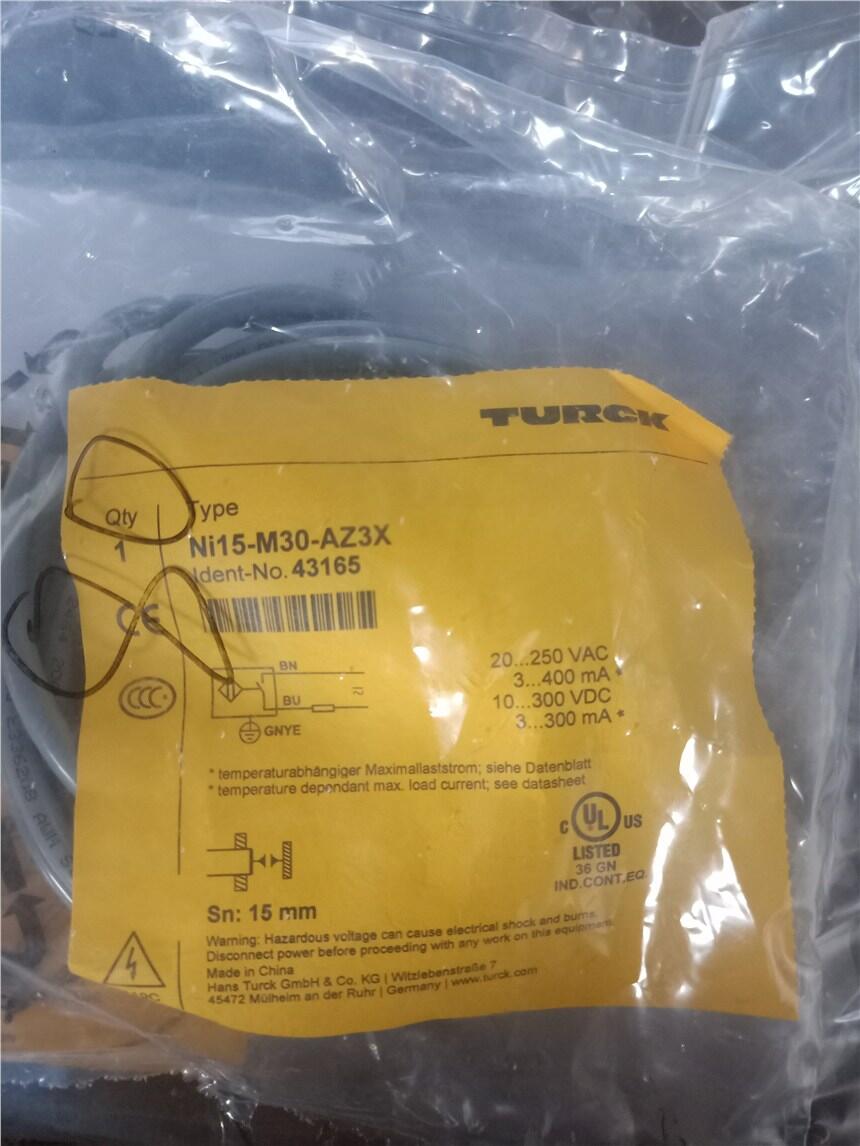 TURCK
Qty
Type
1
Ni15-M30-AZ3X
Ident-No. 43165
CE
CCC
BN
BU
GNYE
20...250 VAC
3...400 mA *
10...300 VDC
3...300 mA *
* temperaturabhängiger Maximallaststrom; siehe Datenblatt
* temperature dependant max. load current; see datasheet
C UL US
LISTED
36 GN
IND.CONT.EQ.
Sn: 15 mm
Warning: Hazardous voltage can cause electrical shock and burns.
Disconnect power before proceeding with any work on this equipment.
Made in China
Hans Turck GmbH & Co. KG | Witzlebenstraße 7
45472 Mülheim an der Ruhr | Germany | www.turck.com
AWM